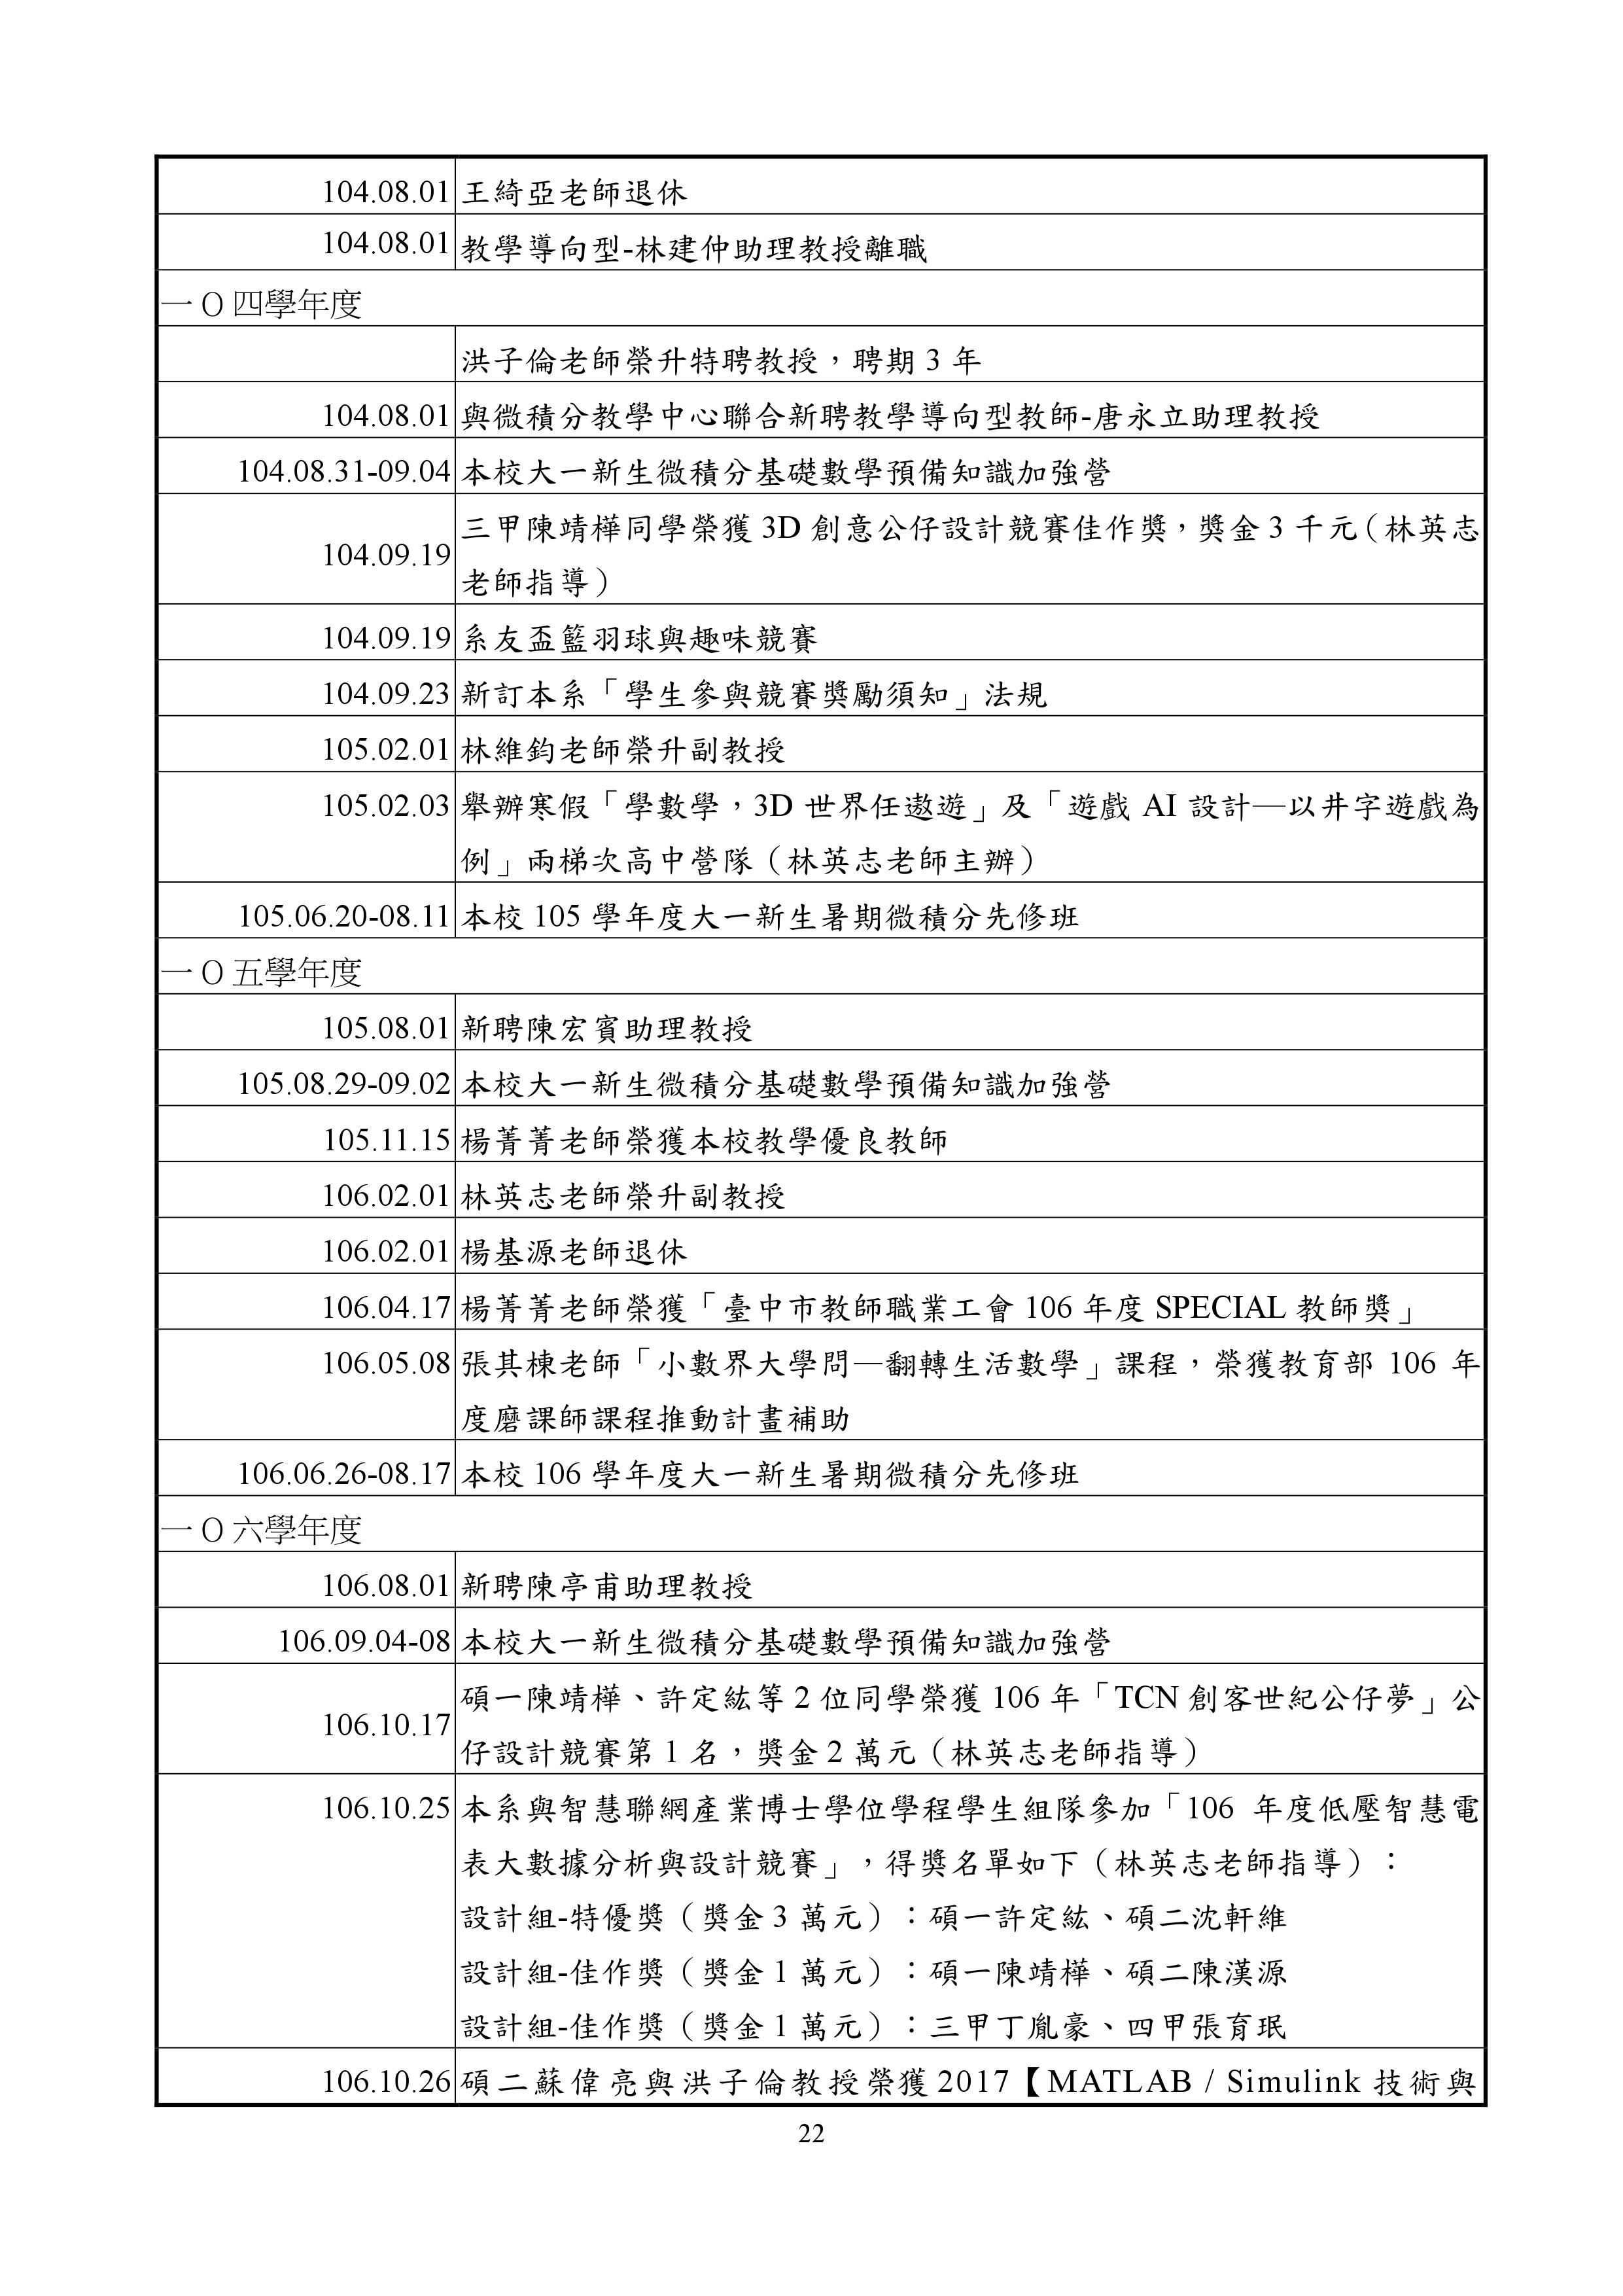 104.08.01 王綺亞老師退休
104.08.01 教學導向型-林建仲助理教授離職
一O四學年度
洪子倫老師榮升特聘教授，聘期 3 年
104.08.01 與微積分教學中心聯合新聘教學導向型教師-唐永立助理教授
104.08.31-09.04 本校大一新生微積分基礎數學預備知識加強營
104.09.19 三甲陳靖樺同學榮獲 3D 創意公仔設計競賽佳作獎，獎金 3 千元（林英志
老師指導）
104.09.19 系友盃籃羽球與趣味競賽
104.09.23 新訂本系「學生參與競賽獎勵須知」法規
105.02.01 林維鈞老師榮升副教授
105.02.03 舉辦寒假「學數學，3D 世界任遨遊」及「遊戲 AI 設計—以井字遊戲為
例」兩梯次高中營隊（林英志老師主辦）
105.06.20-08.11 本校 105 學年度大一新生暑期微積分先修班
一O五學年度
105.08.01 新聘陳宏賓助理教授
105.08.29-09.02 本校大一新生微積分基礎數學預備知識加強營
105.11.15 楊菁菁老師榮獲本校教學優良教師
106.02.01 林英志老師榮升副教授
106.02.01 楊基源老師退休
106.04.17 楊菁菁老師榮獲「臺中市教師職業工會 106 年度 SPECIAL 教師獎」
106.05.08 張其棟老師「小數界大學問—翻轉生活數學」課程，榮獲教育部 106 年
度磨課師課程推動計畫補助
106.06.26-08.17 本校 106 學年度大一新生暑期微積分先修班
一O六學年度
106.08.01 新聘陳亭甫助理教授
106.09.04-08 本校大一新生微積分基礎數學預備知識加強營
106.10.17 碩一陳靖樺、許定紘等 2 位同學榮獲 106 年「TCN 創客世紀公仔夢」公
仔設計競賽第 1 名，獎金 2 萬元（林英志老師指導）
106.10.25 本系與智慧聯網產業博士學位學程學生組隊參加「106 年度低壓智慧電
表大數據分析與設計競賽」，得獎名單如下（林英志老師指導）：
設計組-特優獎（獎金 3 萬元）：碩一許定紘、碩二沈軒維
設計組-佳作獎（獎金 1 萬元）：碩一陳靖樺、碩二陳漢源
設計組-佳作獎（獎金 1 萬元）：三甲丁胤豪、四甲張育珉
106.10.26 碩二蘇偉亮與洪子倫教授榮獲 2017【MATLAB / Simulink 技術與
22